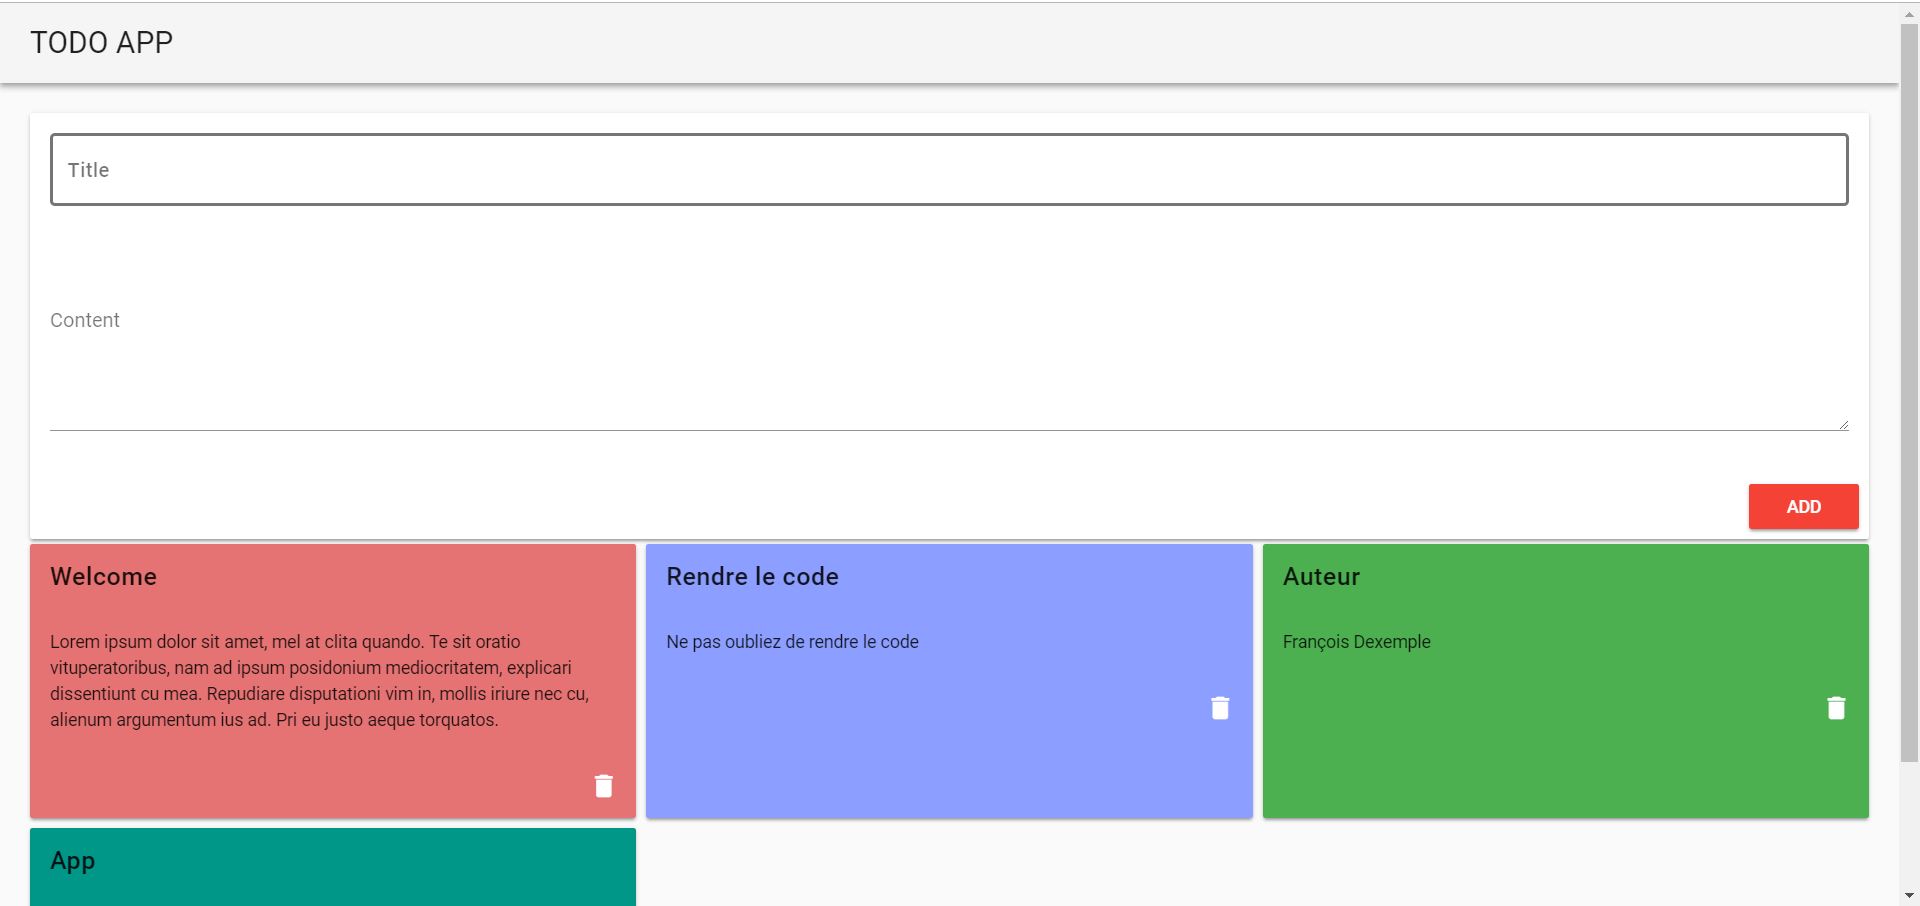 TODO APP
Title
Content
ADD
Welcome
Lorem ipsum dolor sit amet, mel at clita quando. Te sit oratio
vituperatoribus, nam ad ipsum posidonium mediocritatem, explicari
dissentiunt cu mea. Repudiare disputationi vim in, mollis iriure nec cu,
alienum argumentum ius ad. Pri eu justo aeque torquatos.
Rendre le code
Ne pas oubliez de rendre le code
Auteur
François Dexemple
App